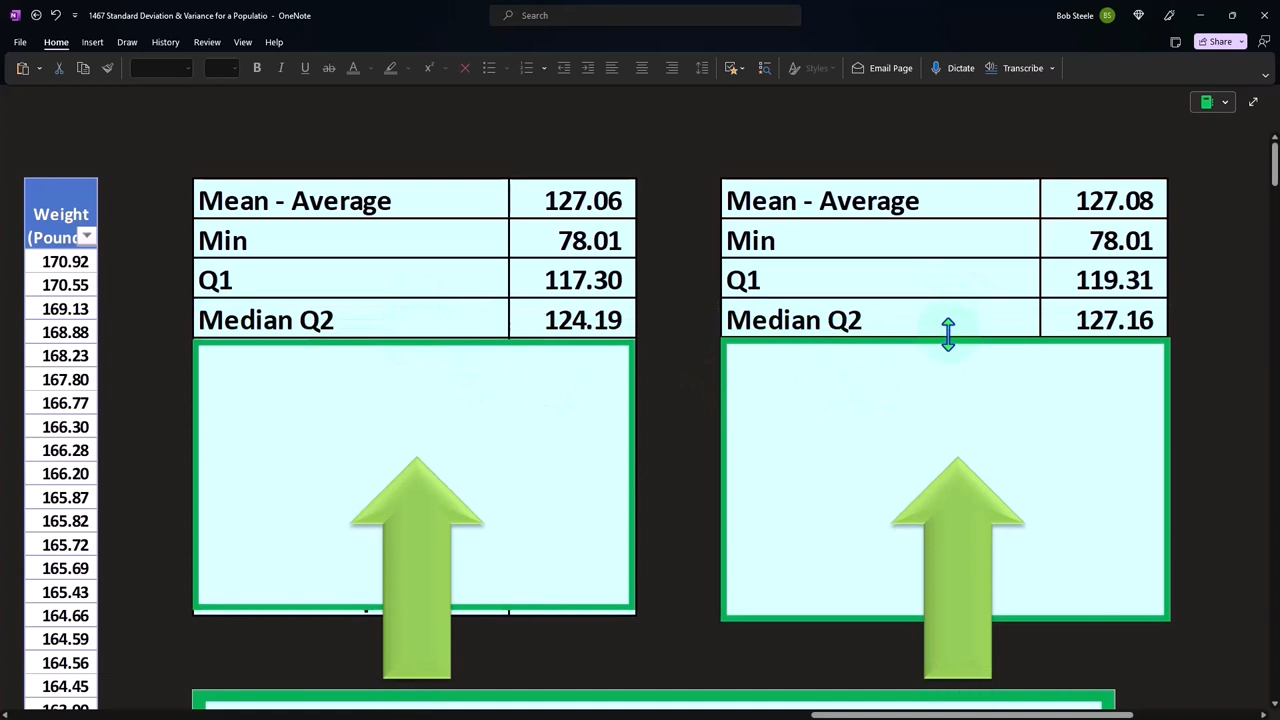 1467 Standard Deviation & Variance for a Populatio - OneNote
Search
Bob Steele
BS
File Home Insert Draw History Review View Help
Share
Email Page
Dictate
Transcribe
Styles
Weight
(Poun
170.92
170.55
169.13
168.88
168.23
167.80
166.77
166.30
166.28
166.20
165.87
165.82
165.72
165.69
165.43
164.66
164.59
164.56
164.45
Mean - Average 127.06
Min 78.01
Q1 117.30
Median Q2 124.19
Mean - Average 127.08
Min 78.01
Q1 119.31
Median Q2 127.16